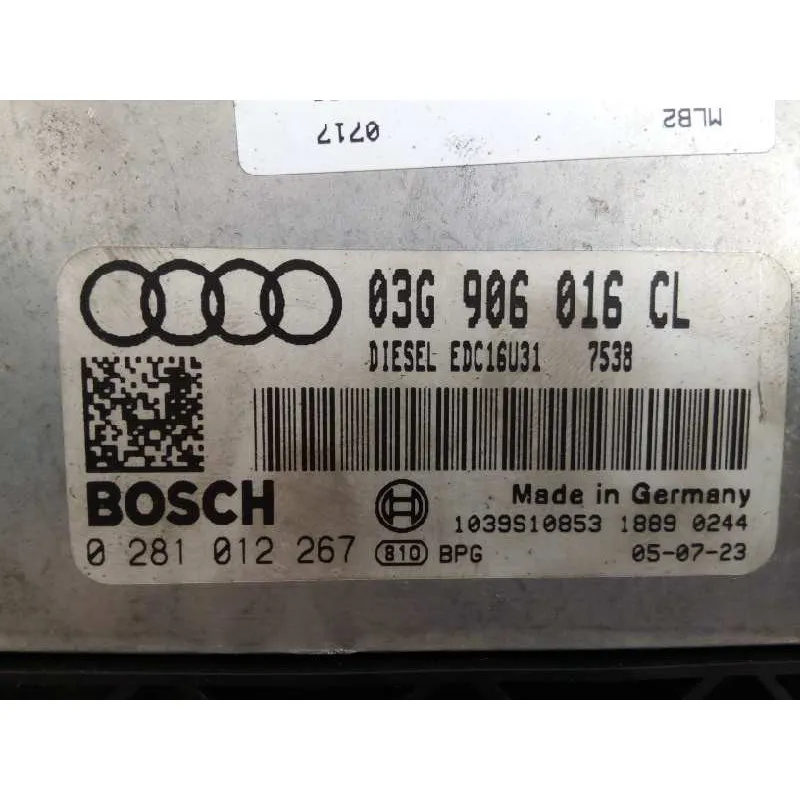 MLB2
0717
03G 906 016 CL
DIESEL EDC16U31 7538
BOSCH
Made in Germany
1039S10853 1889 0244
0 281 012 267 810 BPG 05-07-23